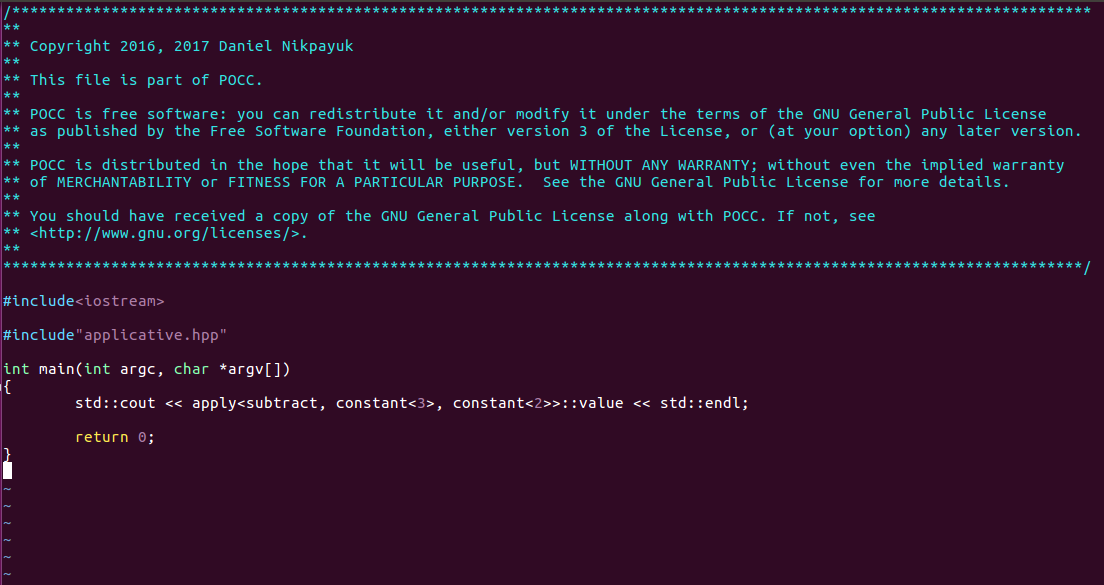 /************************************************************************************************************************
**
** Copyright 2016, 2017 Daniel Nikpayuk
**
** This file is part of POCC.
**
** POCC is free software: you can redistribute it and/or modify it under the terms of the GNU General Public License
** as published by the Free Software Foundation, either version 3 of the License, or (at your option) any later version.
**
** POCC is distributed in the hope that it will be useful, but WITHOUT ANY WARRANTY; without even the implied warranty
** of MERCHANTABILITY or FITNESS FOR A PARTICULAR PURPOSE.  See the GNU General Public License for more details.
**
** You should have received a copy of the GNU General Public License along with POCC. If not, see
** <http://www.gnu.org/licenses/>.
**
************************************************************************************************************************/
#include<iostream>
#include"applicative.hpp"
int main(int argc, char *argv[])
{
        std::cout << apply<subtract, constant<3>, constant<2>>::value << std::endl;
        return 0;
}
~
~
~
~
~
~